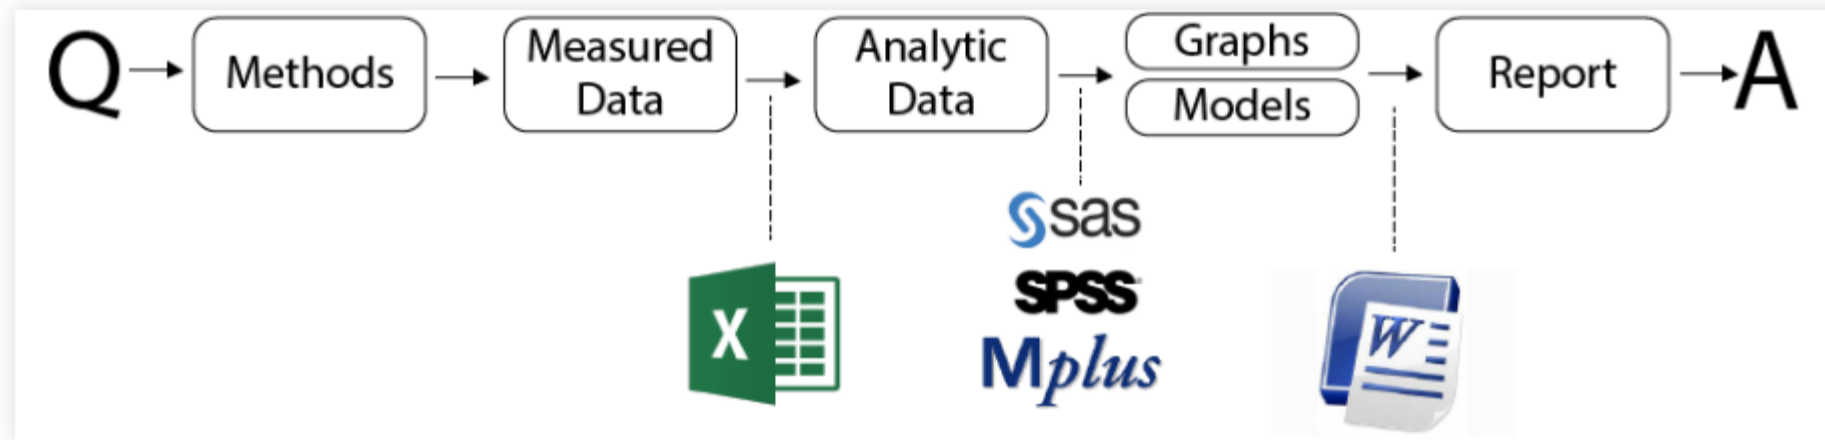 Q
Methods
Measured
Data
Analytic
Data
Graphs
Models
Report
A
X
sas
SPSS
Mplus
W